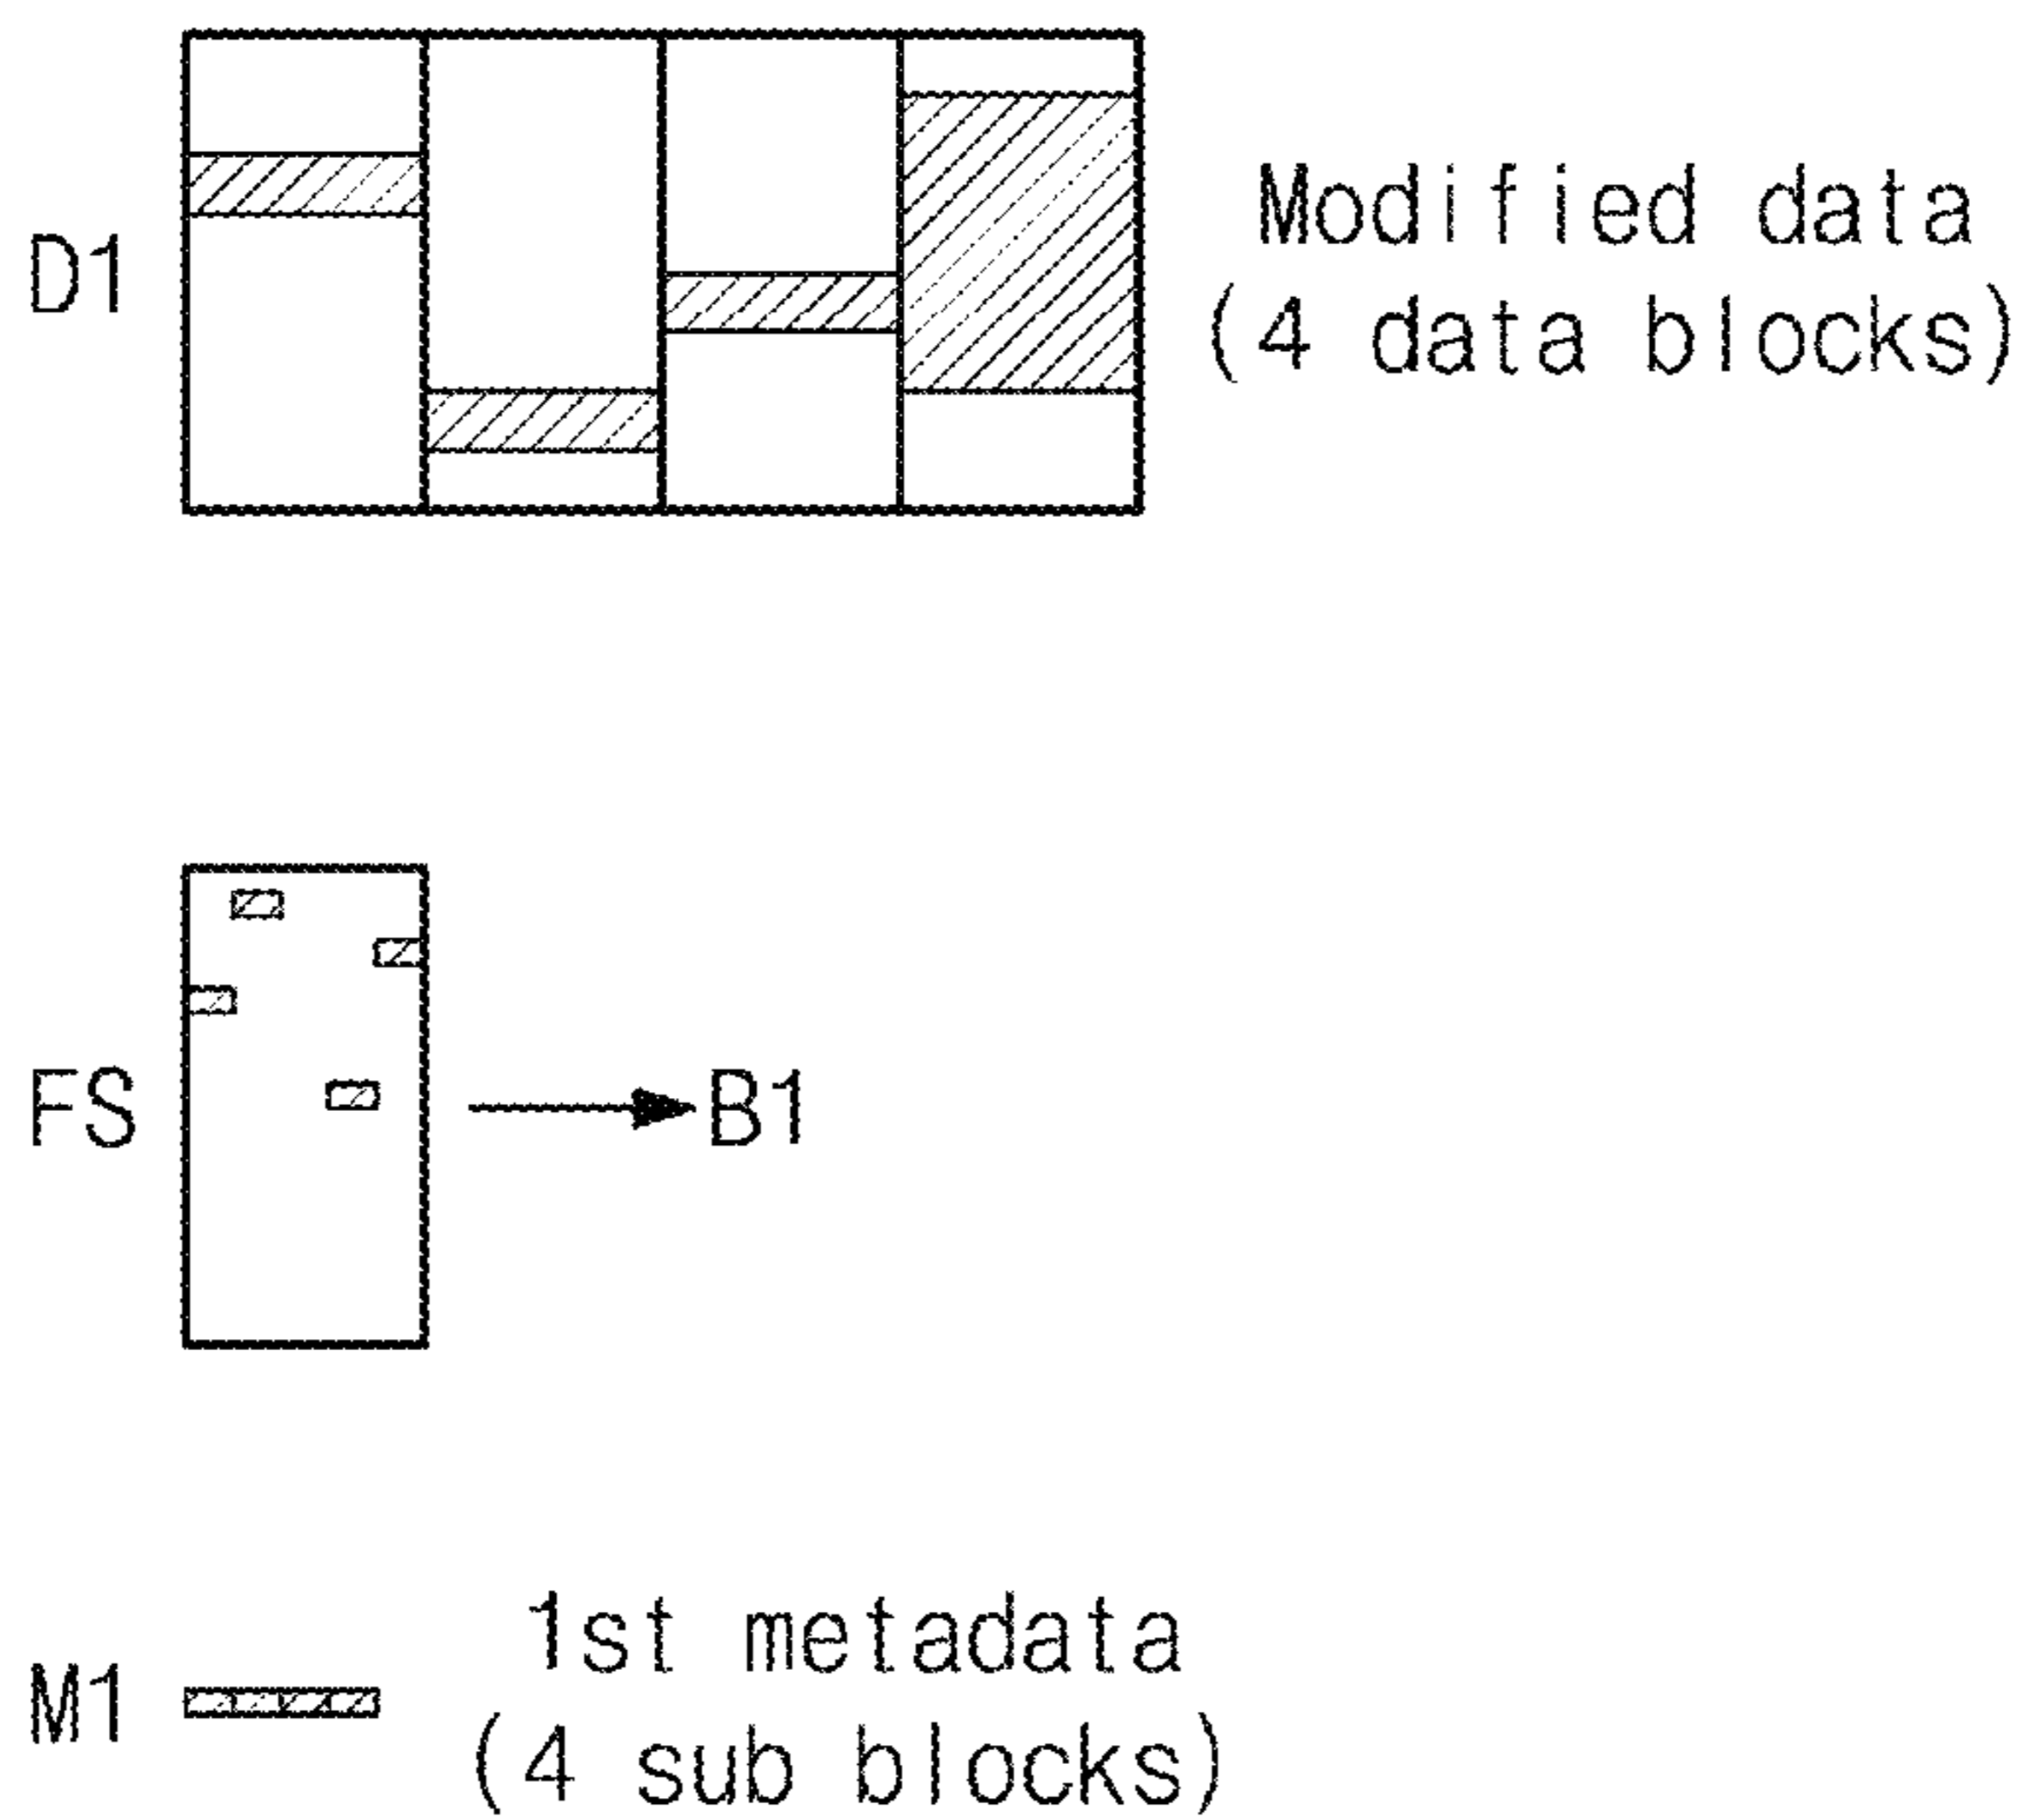 D1
Modified data
(4 data blocks)
FS
B1
M1
1st metadata
(4 sub blocks)